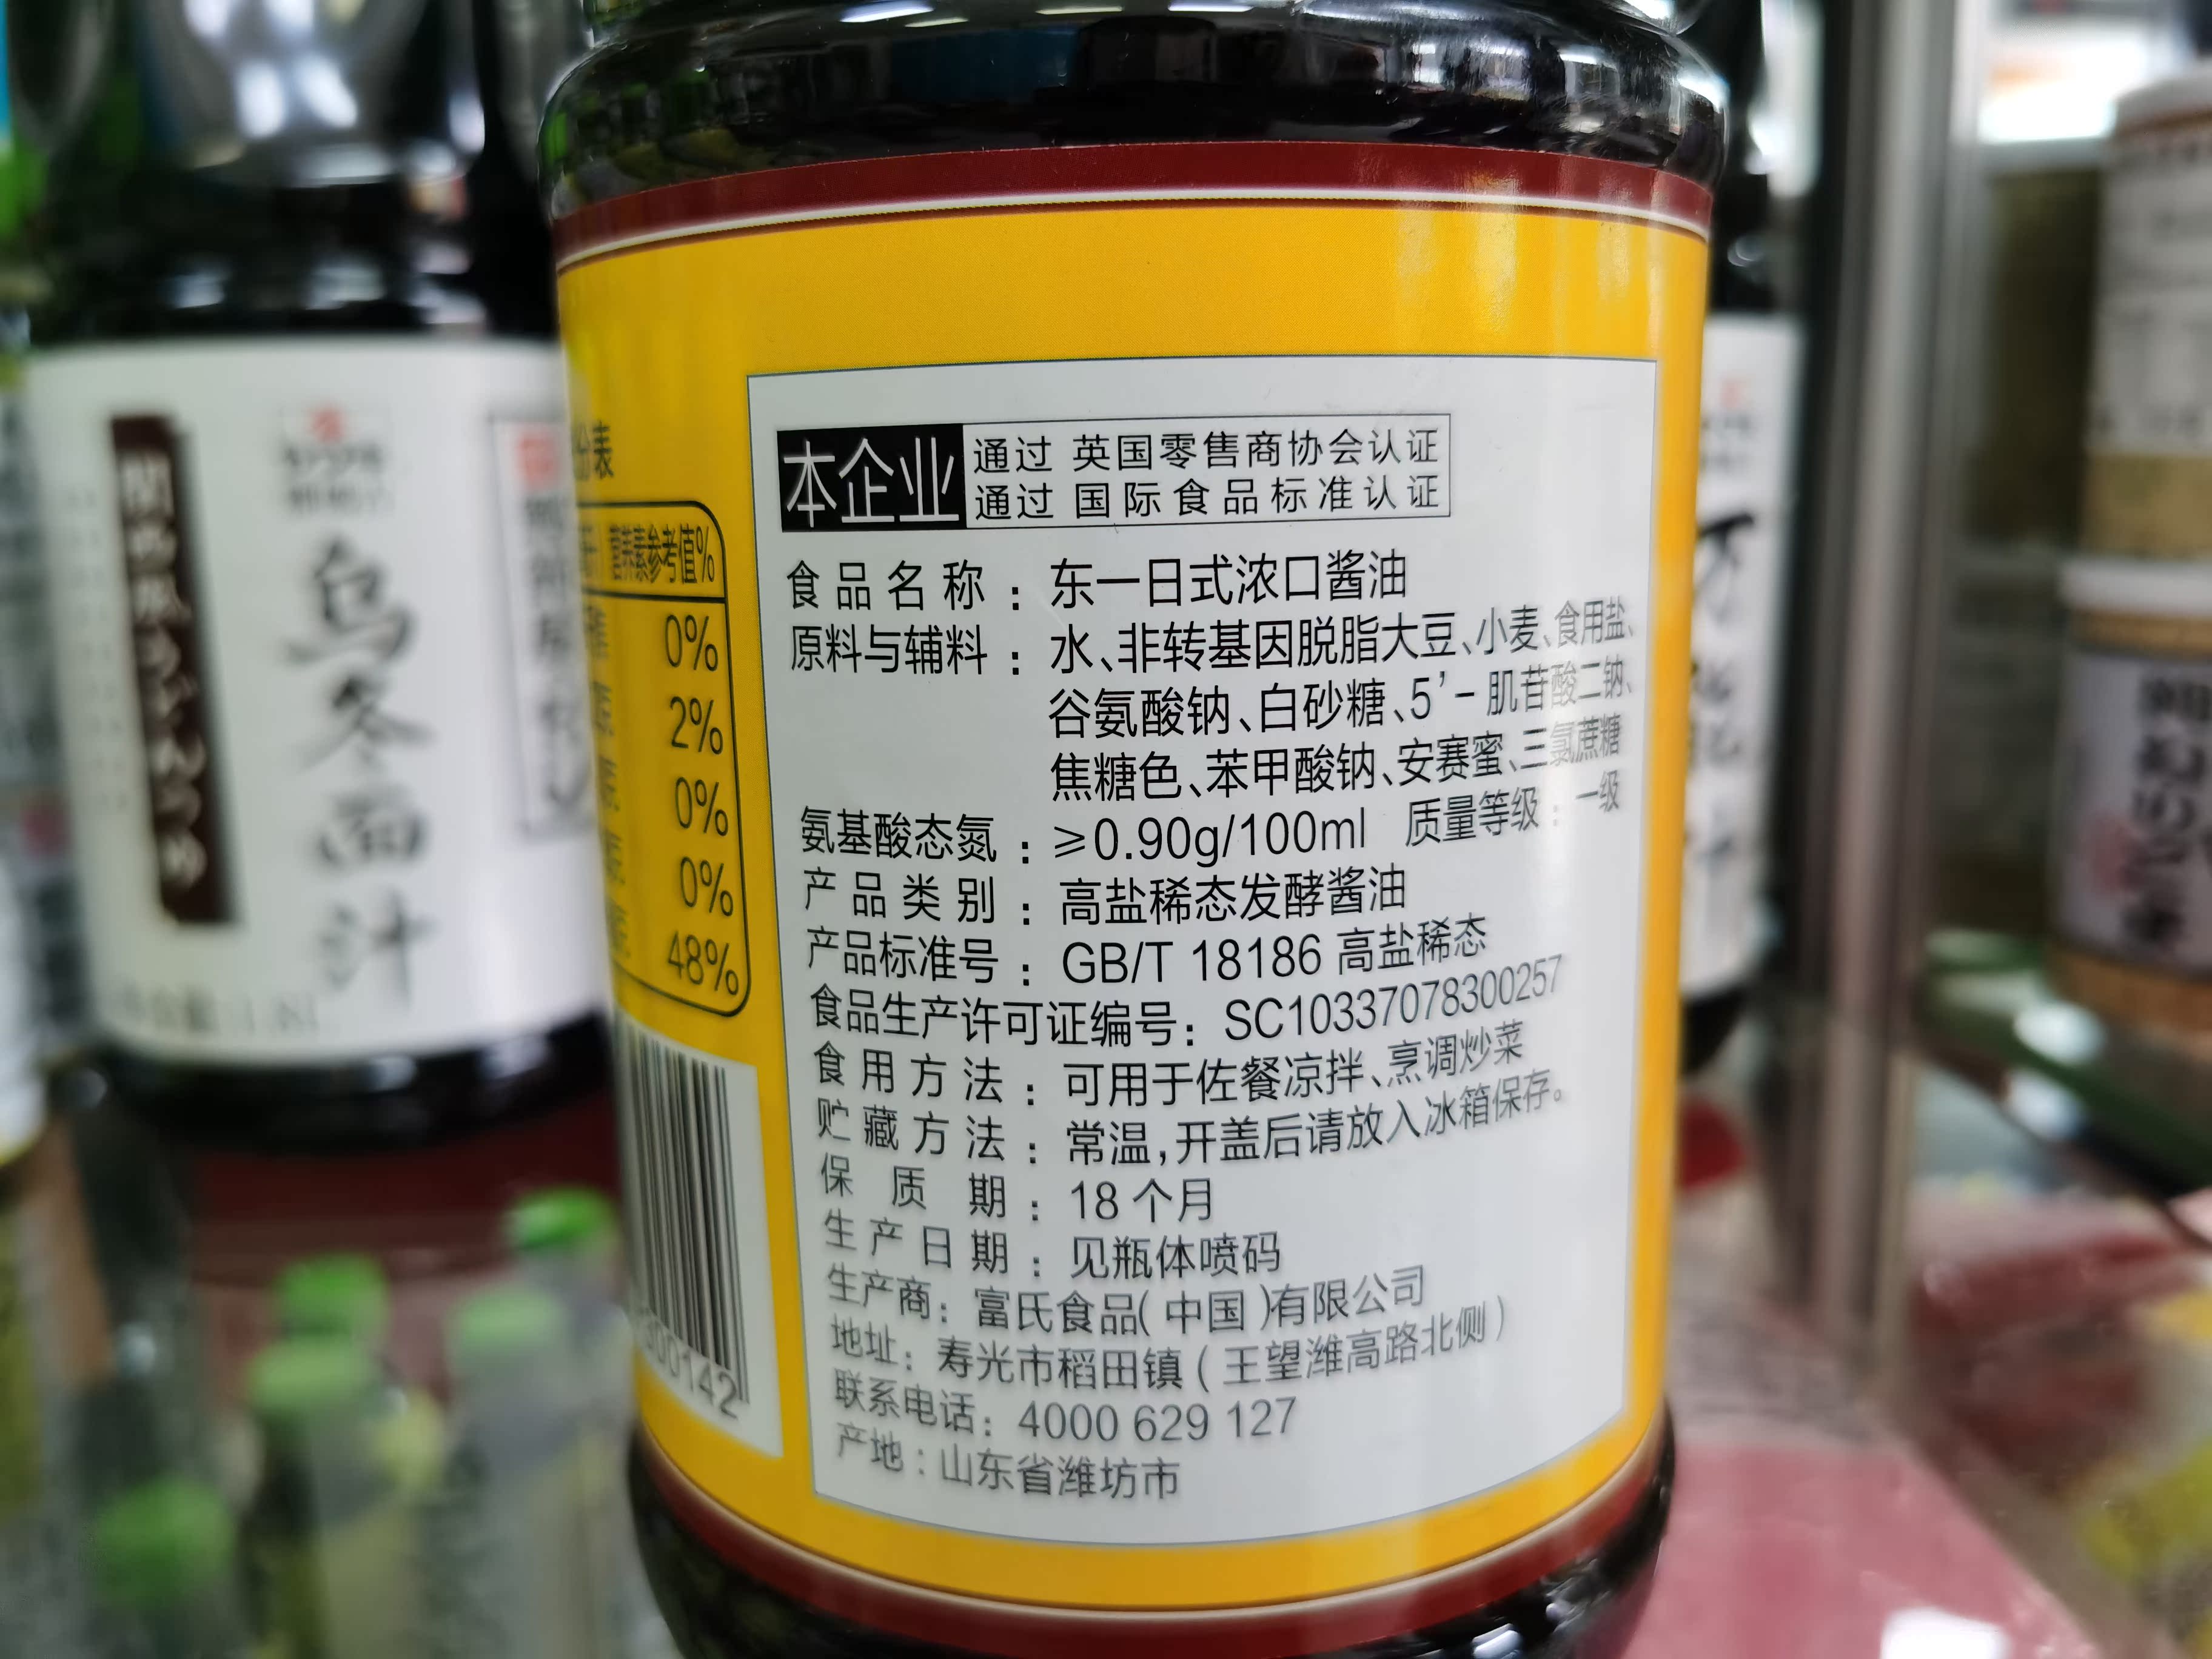 本企业
通过 英国零售商协会认证
通过 国际食品标准认证
食品名称：东一日式浓口酱油
原料与辅料：水、非转基因脱脂大豆、小麦、食用盐、
谷氨酸钠、白砂糖、5'-肌苷酸二钠、
焦糖色、苯甲酸钠、安赛蜜、三氯蔗糖
氨基酸态氮：≥0.90g/100ml 质量等级：一级
产品类别：高盐稀态发酵酱油
产品标准号：GB/T 18186 高盐稀态
食品生产许可证编号：SC10337078300257
食用方法：可用于佐餐凉拌、烹调炒菜
贮藏方法：常温,开盖后请放入冰箱保存。
保质期：18个月
生产日期：见瓶体喷码
生产商：富氏食品(中国)有限公司
地址：寿光市稻田镇(王望潍高路北侧)
联系电话：4000 629 127
产地：山东省潍坊市
份表
营养素参考值%
0%
2%
0%
0%
48%
300142
乌冬面汁